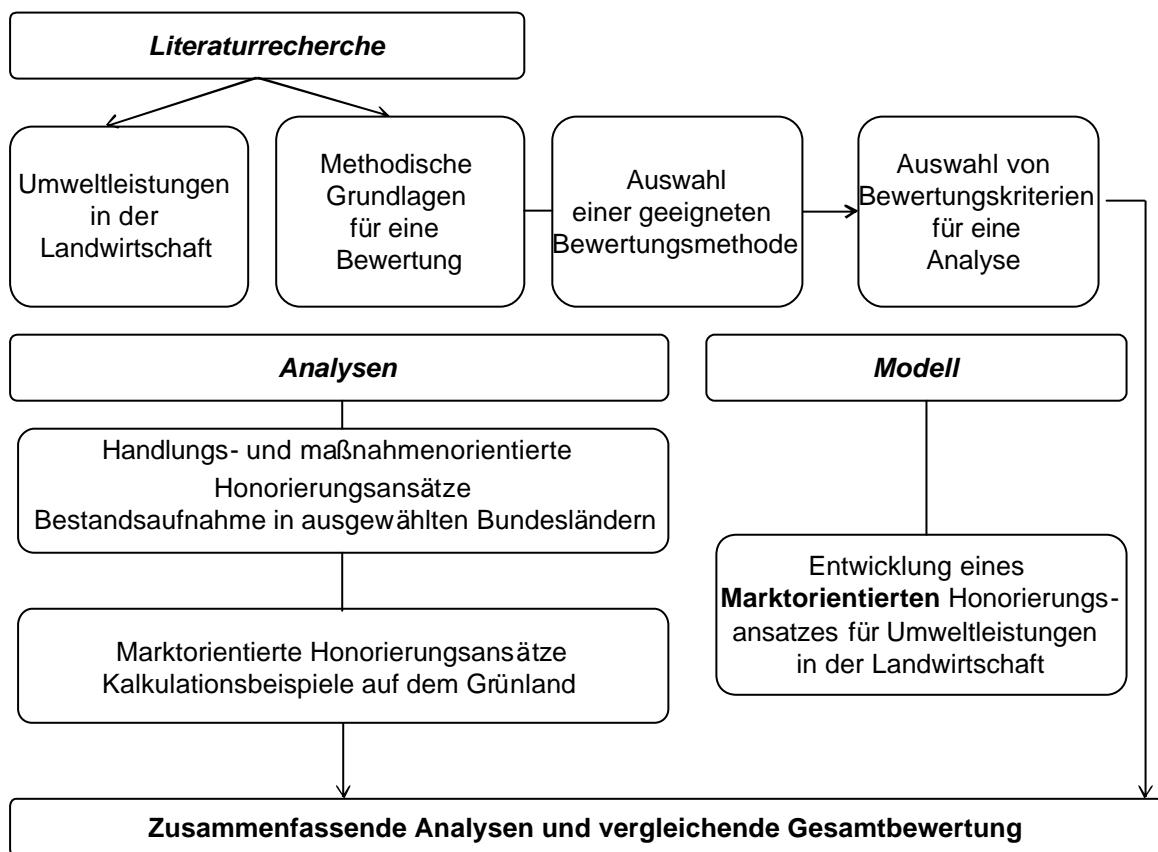 Literaturrecherche
Umweltleistungen
in der
Landwirtschaft
Methodische
Grundlagen
für eine
Bewertung
Auswahl
einer geeigneten
Bewertungsmethode
Auswahl von
Bewertungskriterien
für eine
Analyse
Analysen
Handlungs- und maßnahmenorientierte
Honorierungsansätze
Bestandsaufnahme in ausgewählten Bundesländern
Marktorientierte Honorierungsansätze
Kalkulationsbeispiele auf dem Grünland
Modell
Entwicklung eines
Marktorientierten Honorierungs-
ansatzes für Umweltleistungen
in der Landwirtschaft
Zusammenfassende Analysen und vergleichende Gesamtbewertung